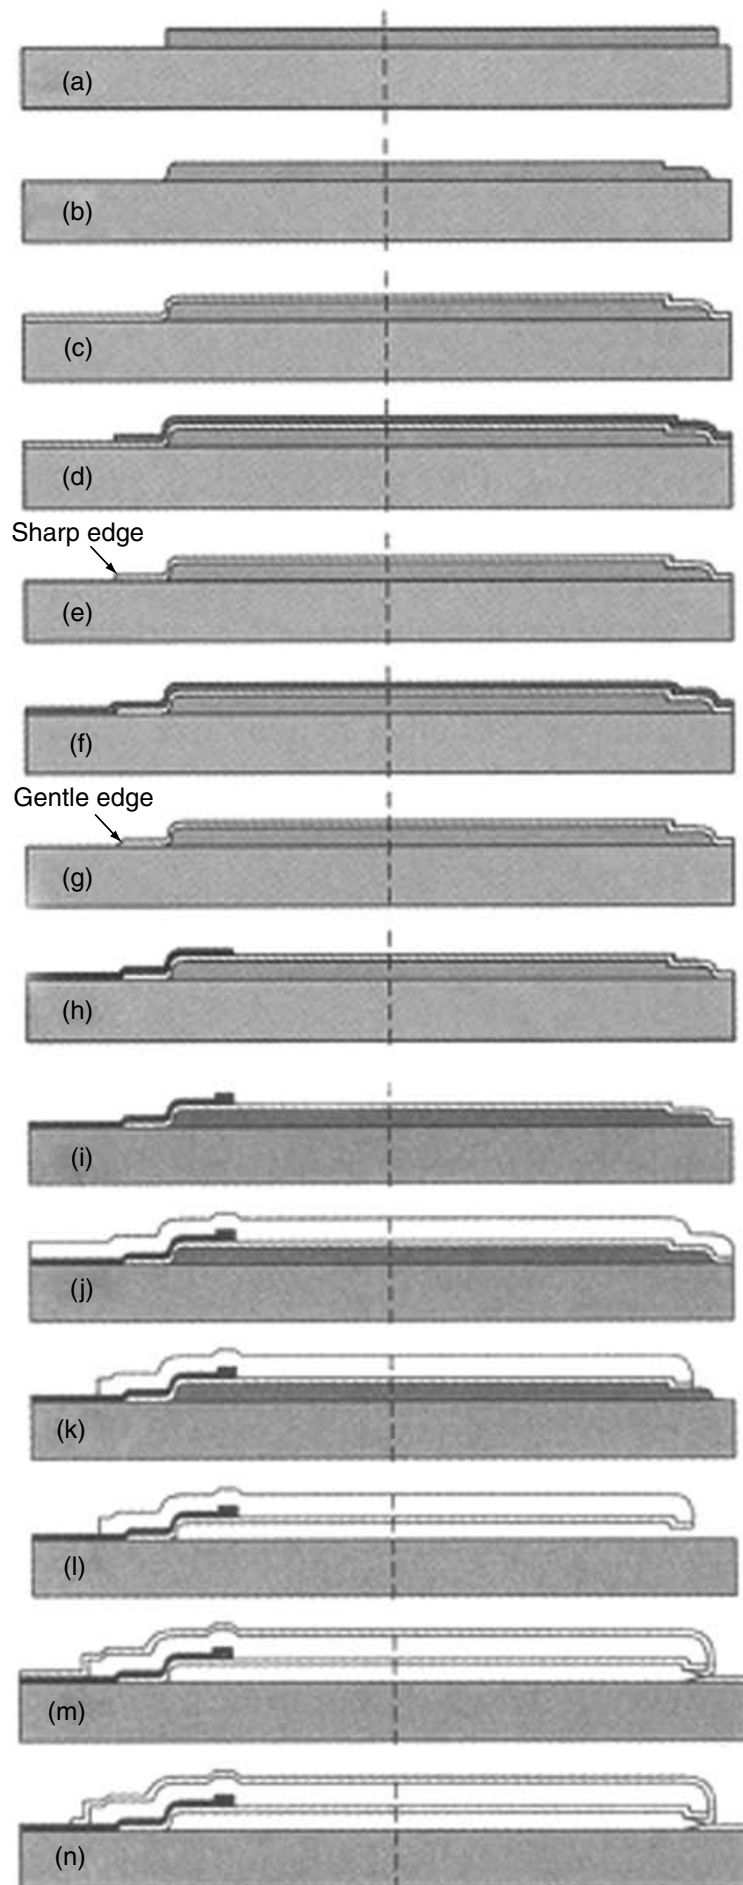 (a)
(b)
(c)
(d)
Sharp edge
(e)
(f)
Gentle edge
(g)
(h)
(i)
(j)
(k)
(l)
(m)
(n)